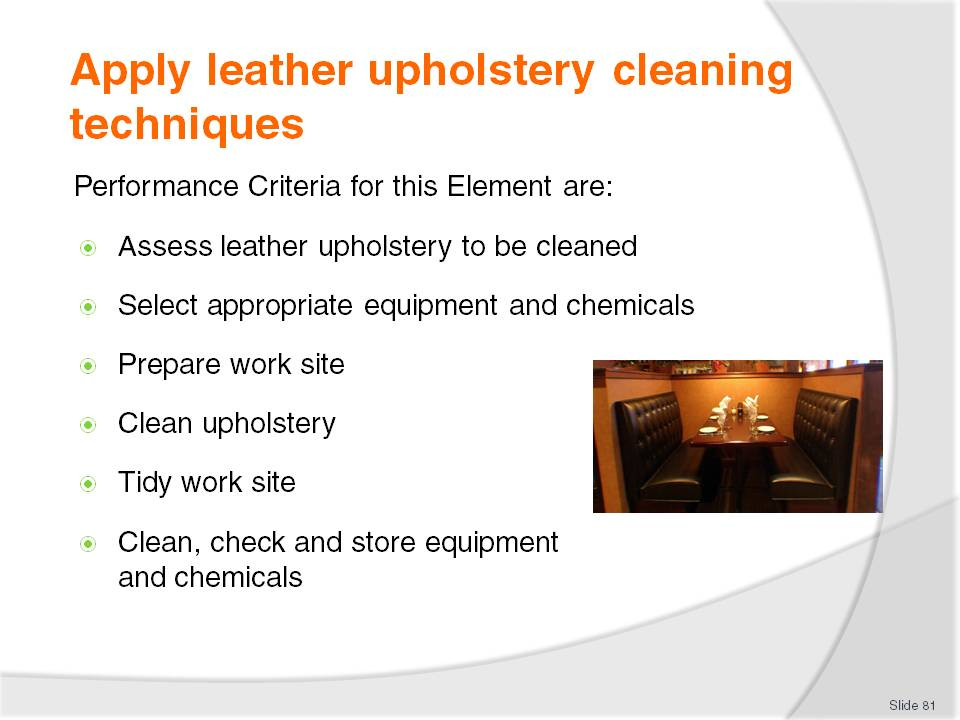 Apply leather upholstery cleaning
techniques
Performance Criteria for this Element are:
Assess leather upholstery to be cleaned
Select appropriate equipment and chemicals
Prepare work site
Clean upholstery
Tidy work site
Clean, check and store equipment
and chemicals
Slide 81